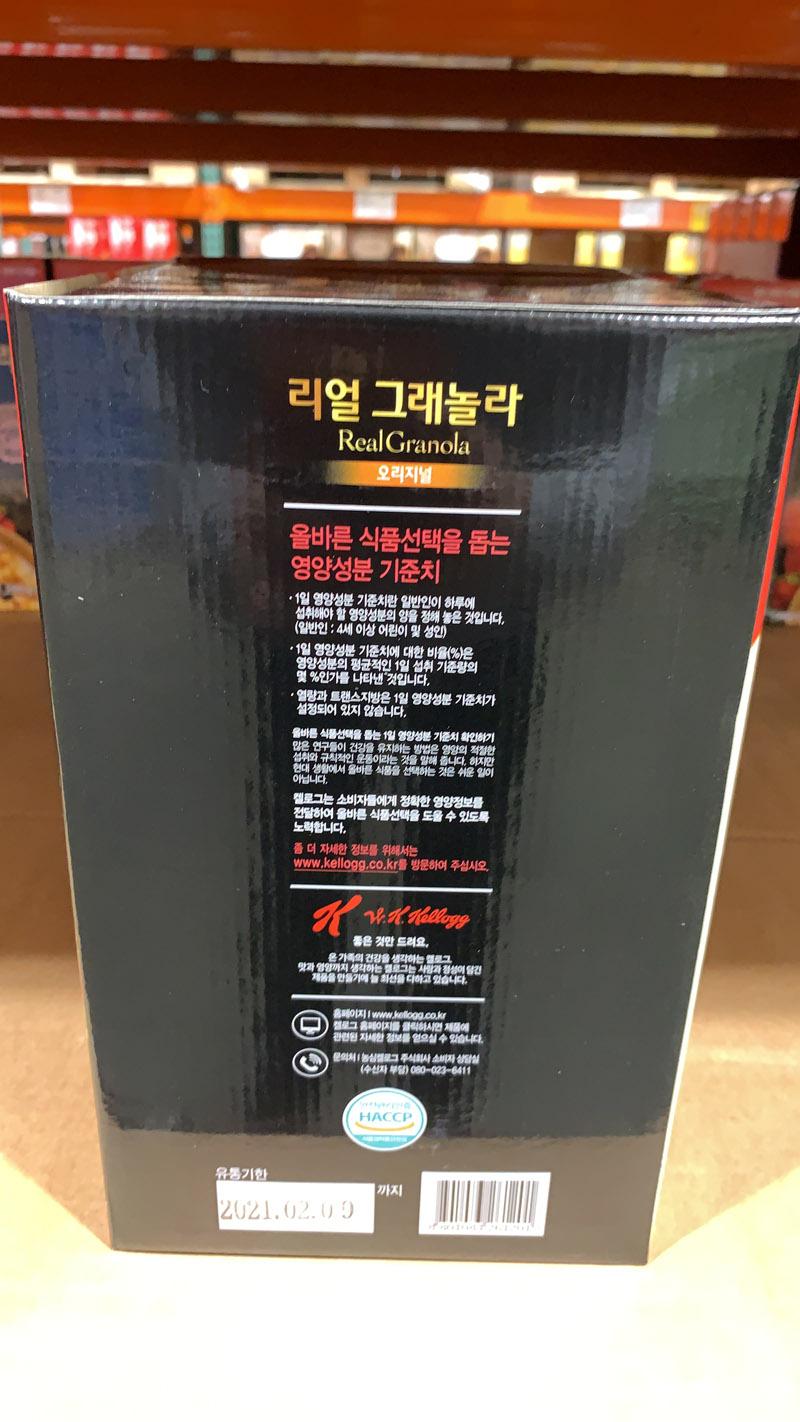 리얼 그래놀라
Real Granola
오리지널
올바른 식품선택을 돕는
영양성분 기준치
· 1일 영양성분 기준치란 일반인이 하루에
섭취해야 할 영양성분의 양을 정해 놓은 것입니다.
(일반인 : 4세 이상 어린이 및 성인)
· 1일 영양성분 기준치에 대한 비율(%)은
영양성분의 평균적인 1일 섭취 기준량의
몇 %인가를 나타낸 것입니다.
· 열량과 트랜스지방은 1일 영양성분 기준치가
설정되어 있지 않습니다.
올바른 식품선택을 돕는 1일 영양성분 기준치 확인하기
많은 연구들이 건강을 유지하는 방법은 영양의 적절한
섭취와 규칙적인 운동이라는 것을 말해 줍니다. 하지만
현대 생활에서 올바른 식품을 선택하는 것은 쉬운 일이
아닙니다.
켈로그는 소비자들에게 정확한 영양정보를
전달하여 올바른 식품선택을 도울 수 있도록
노력합니다.
좀 더 자세한 정보를 위해서는
www.kellogg.co.kr를 방문하여 주십시오.
K W.K. Kellogg
좋은 것만 드려요.
온 가족의 건강을 생각하는 켈로그
맛과 영양까지 생각하는 켈로그는 사랑과 정성이 담긴
제품을 만들기에 늘 최선을 다하고 있습니다.
홈페이지 | www.kellogg.co.kr
켈로그 홈페이지를 클릭하시면 제품에
관련된 자세한 정보를 얻으실 수 있습니다.
문의처 | 농심켈로그 주식회사 소비자 상담실
(수신자 부담) 080-023-6411
HACCP
유통기한
2021.02.09 까지